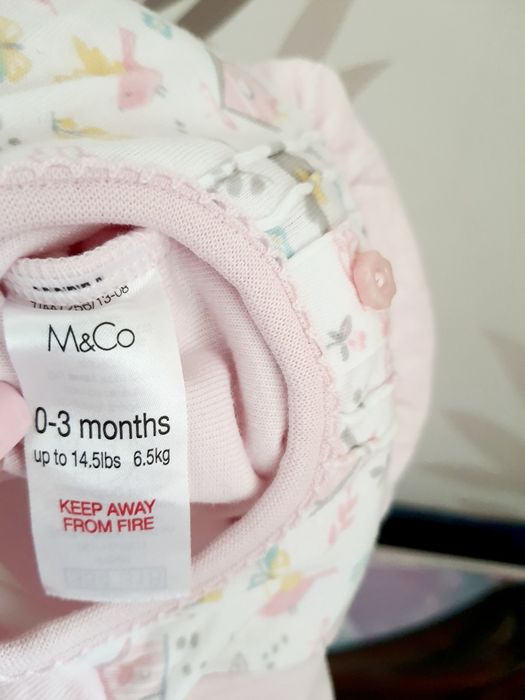 M&Co
0-3 months
up to 14.5lbs 6.5kg
KEEP AWAY
FROM FIRE